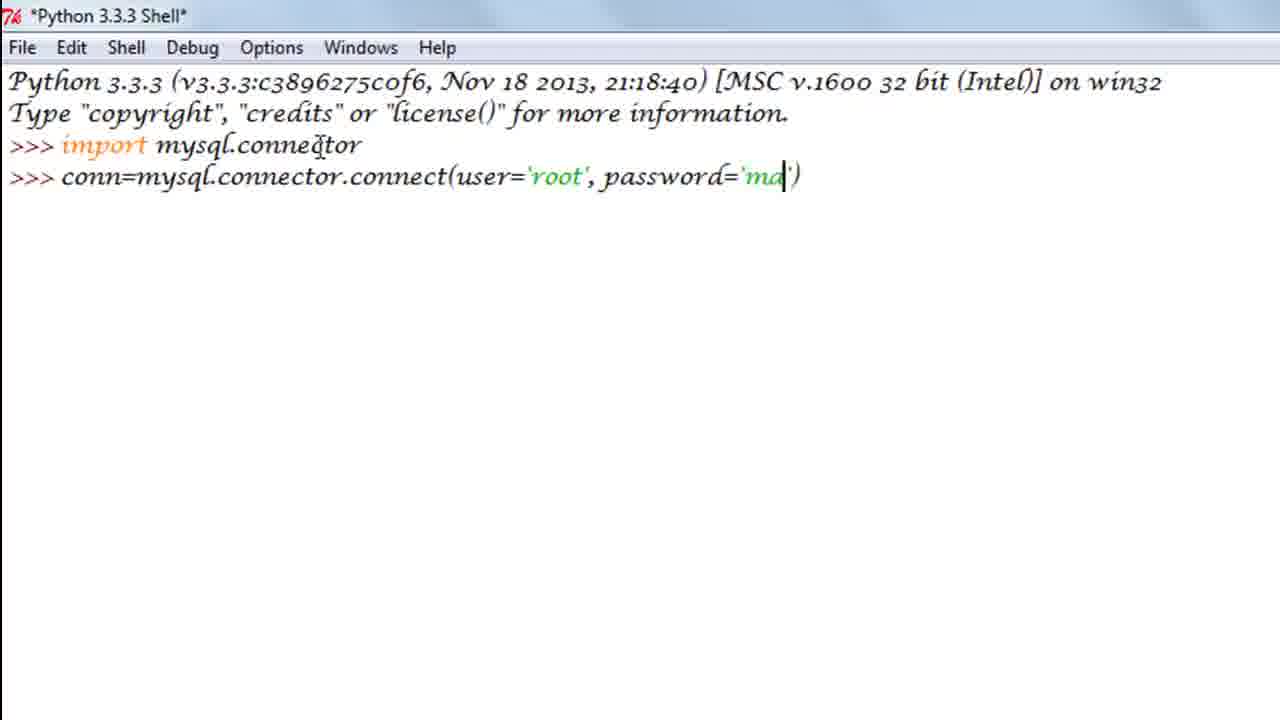 *Python 3.3.3 Shell*
File Edit Shell Debug Options Windows Help
Python 3.3.3 (v3.3.3:c3896275c0f6, Nov 18 2013, 21:18:40) [MSC v.1600 32 bit (Intel)] on win32
Type "copyright", "credits" or "license()" for more information.
>>> import mysql.connector
>>> conn=mysql.connector.connect(user='root', password='ma')